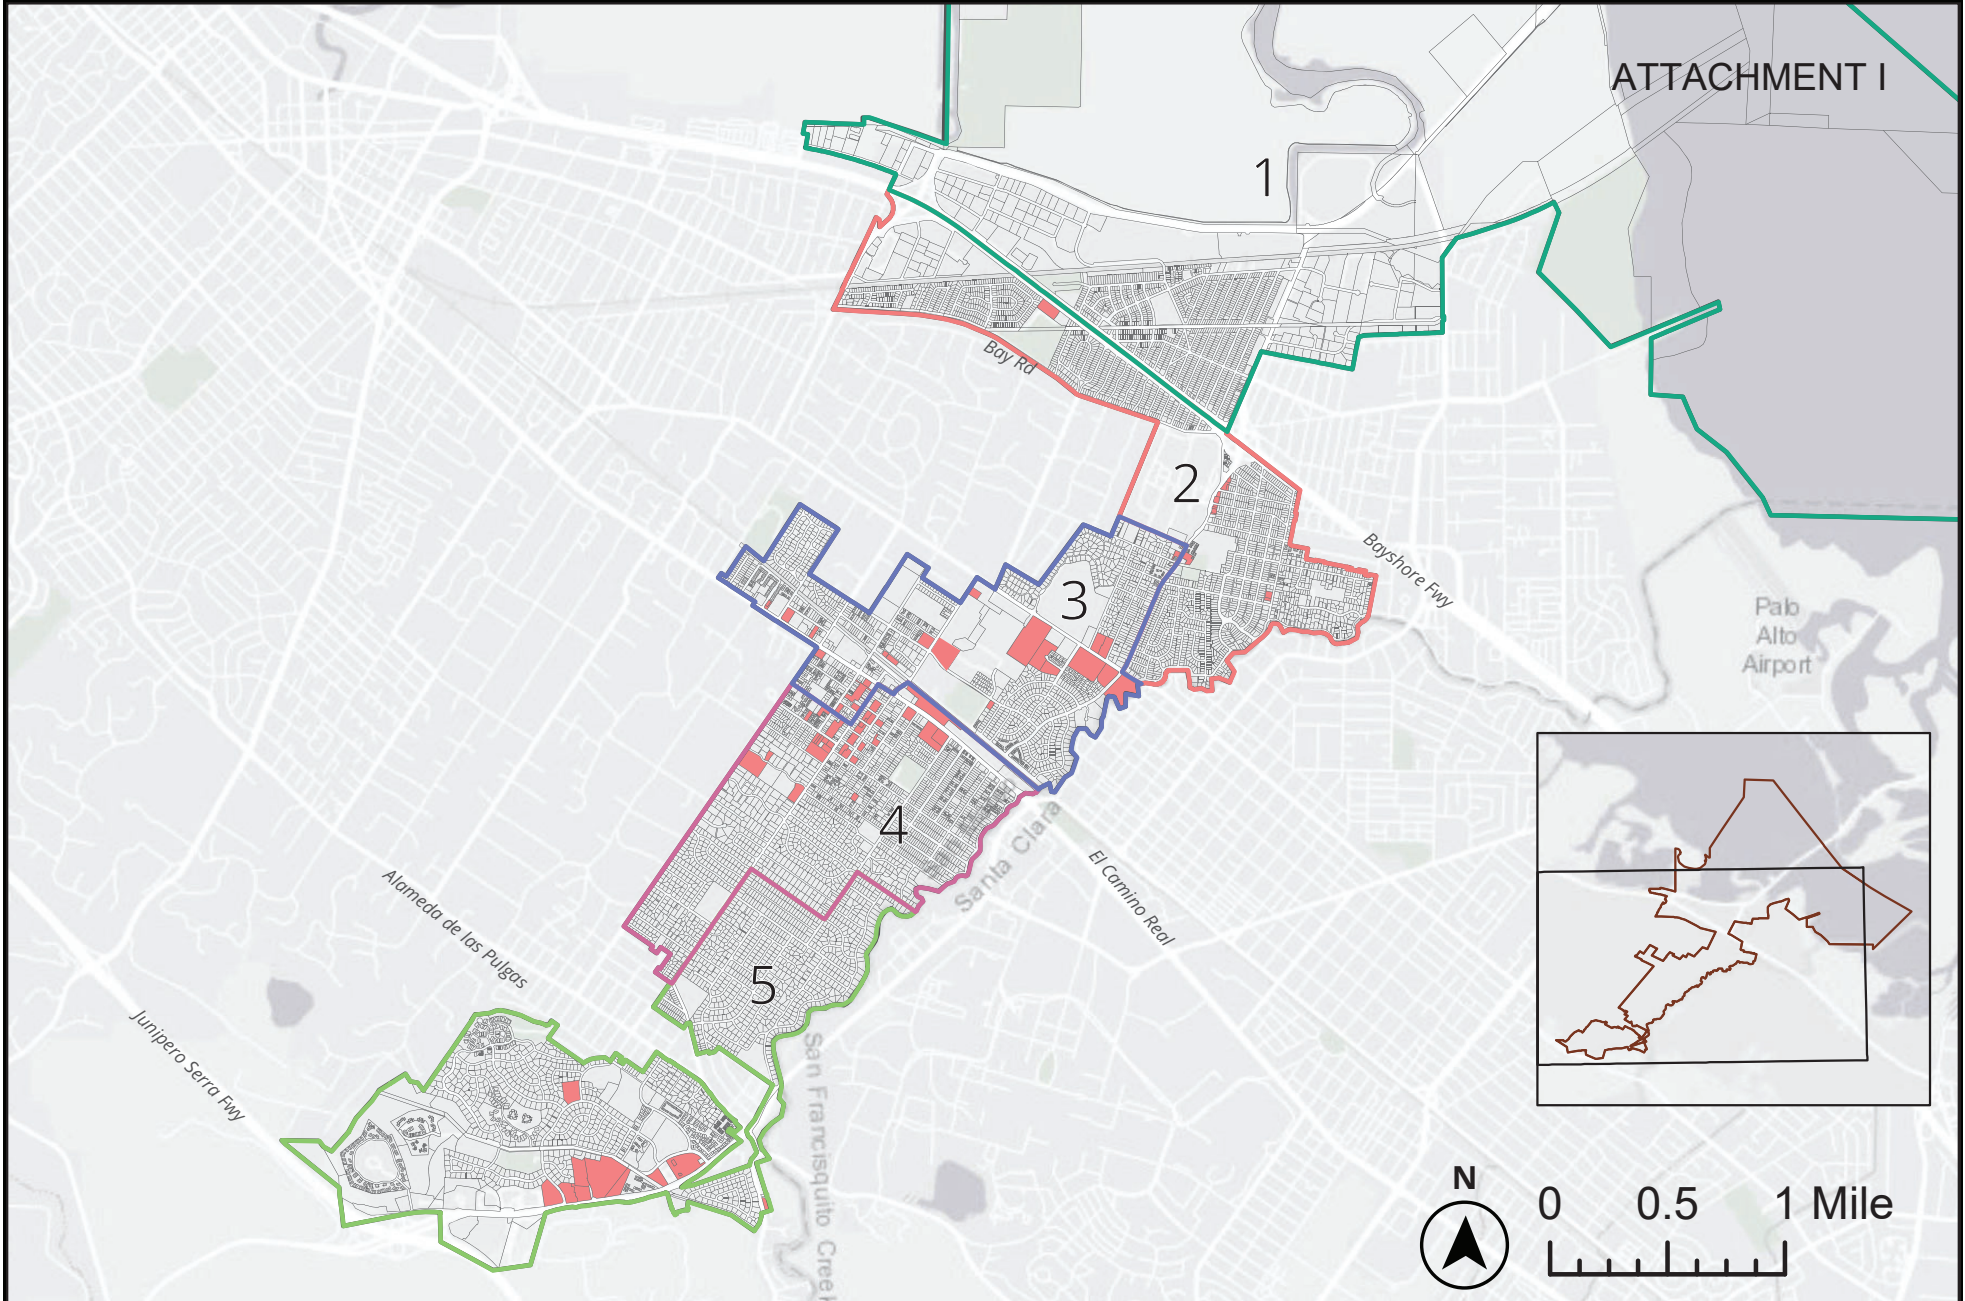 ATTACHMENT I
1
Bay Rd
2
Bayshore Fwy
3
Palo
Alto
Airport
4
Santa Clara
El Camino Real
Alameda de las Pulgas
5
Junipero Serra Fwy
San Francisquito Creek
N
0 0.5 1 Mile